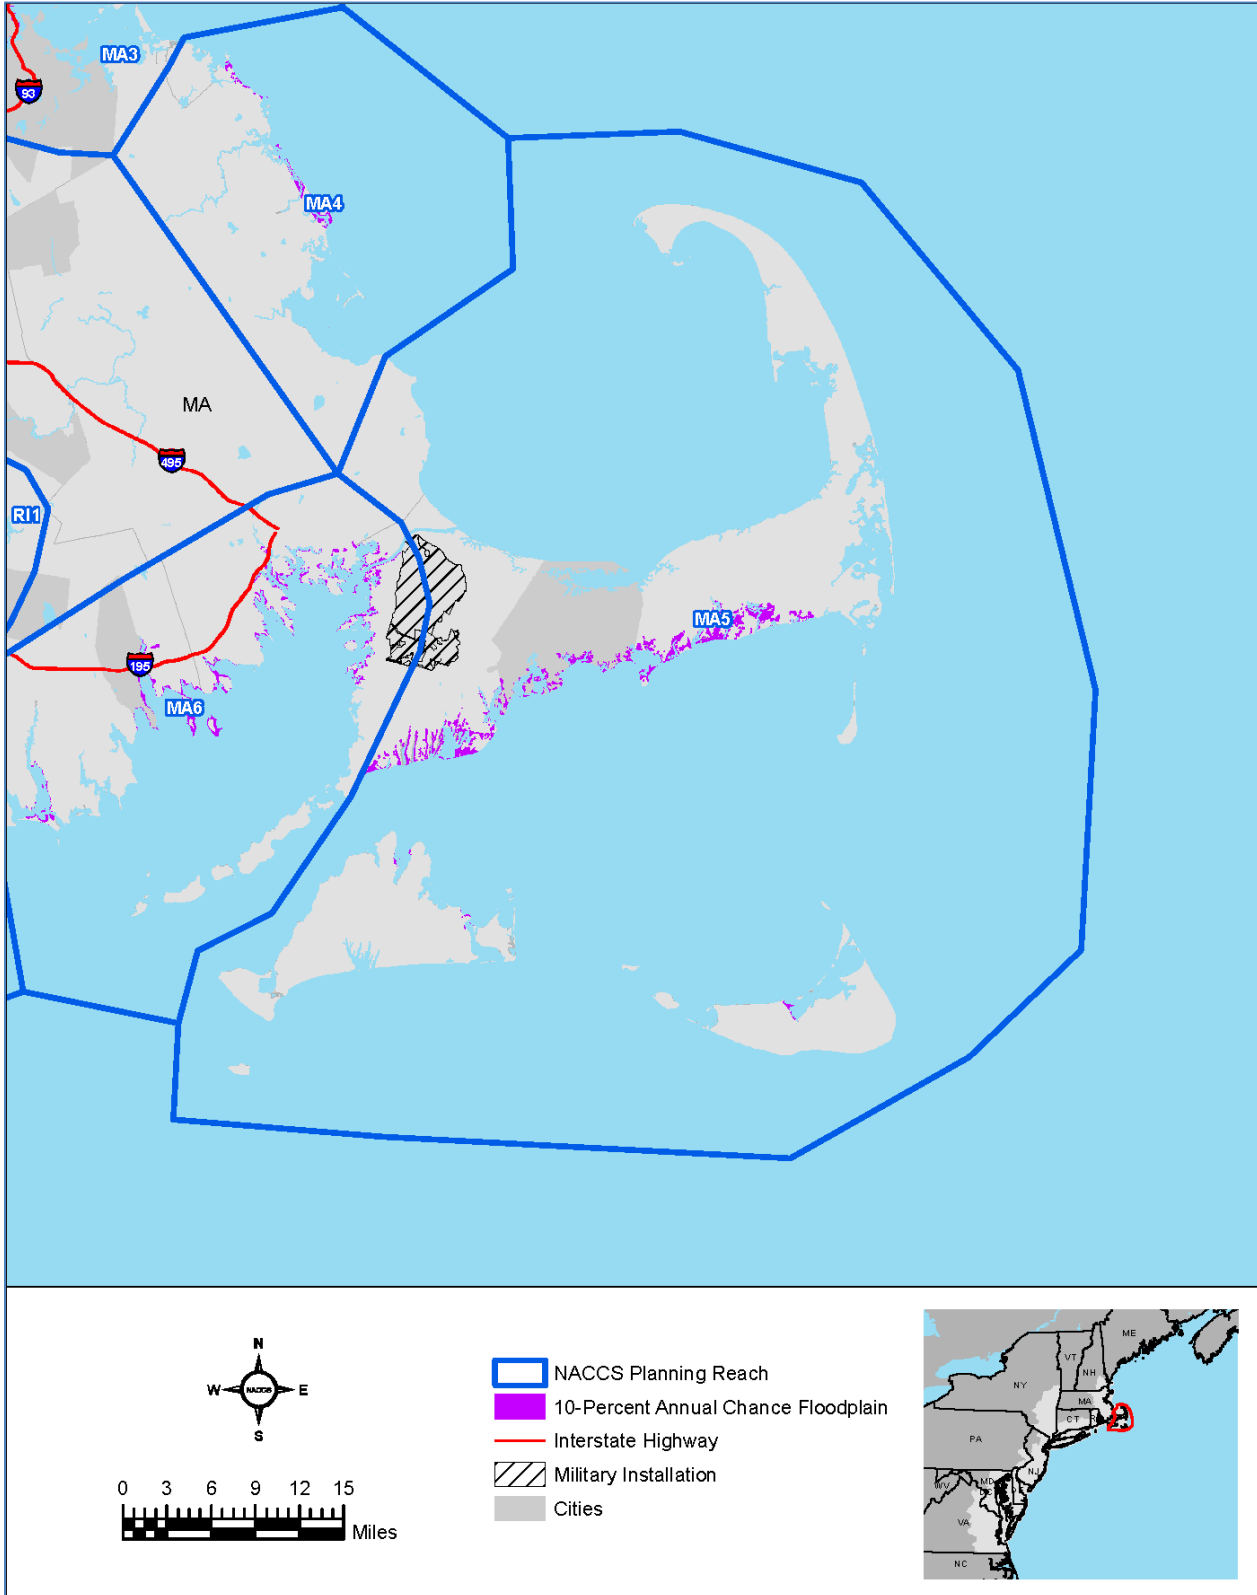 MA3
93
MA4
MA
495
RI1
MA5
195
MA6
N
W
NACCS
E
S
0 3 6 9 12 15
Miles
NACCS Planning Reach
10-Percent Annual Chance Floodplain
Interstate Highway
Military Installation
Cities
ME
VT
NH
NY
MA
CT
PA
NJ
MD
WV
VA
NC